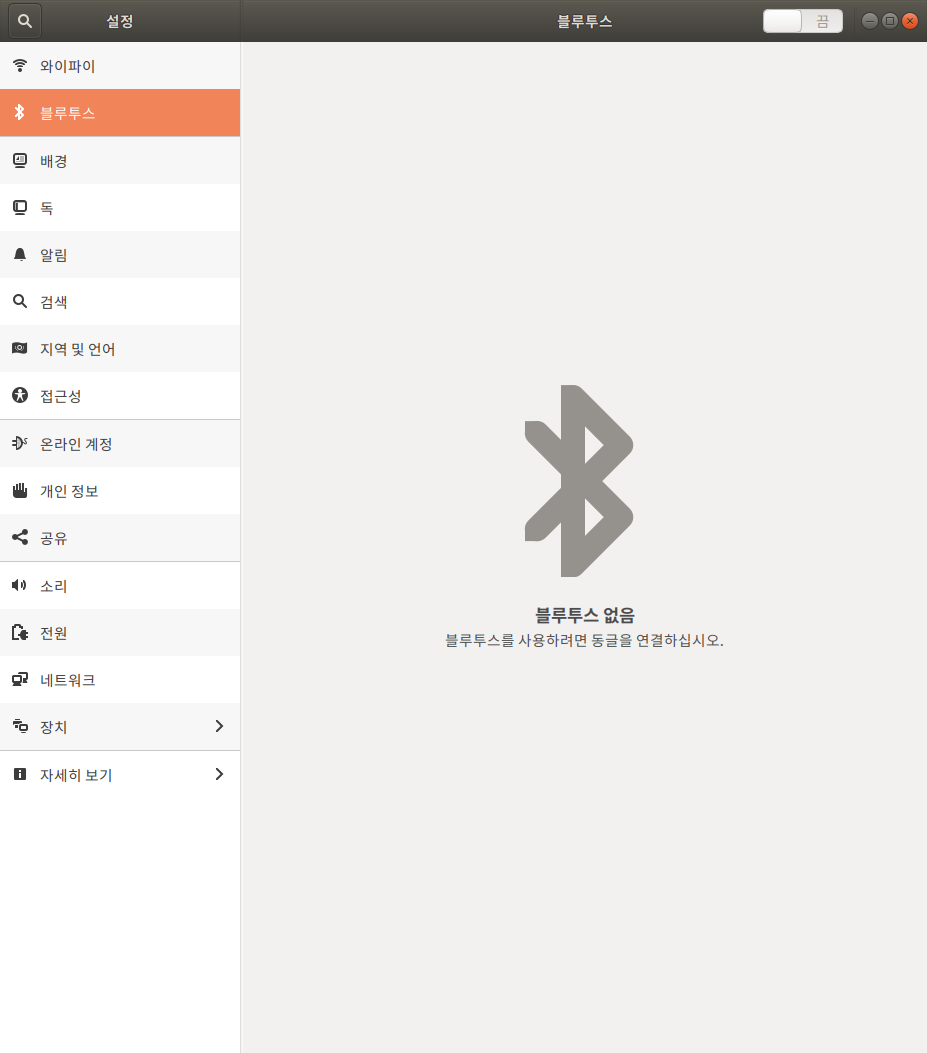 설정
블루투스
끔
와이파이
블루투스
배경
독
알림
검색
지역 및 언어
접근성
온라인 계정
개인 정보
공유
소리
전원
네트워크
장치
자세히 보기
블루투스 없음
블루투스를 사용하려면 동글을 연결하십시오.